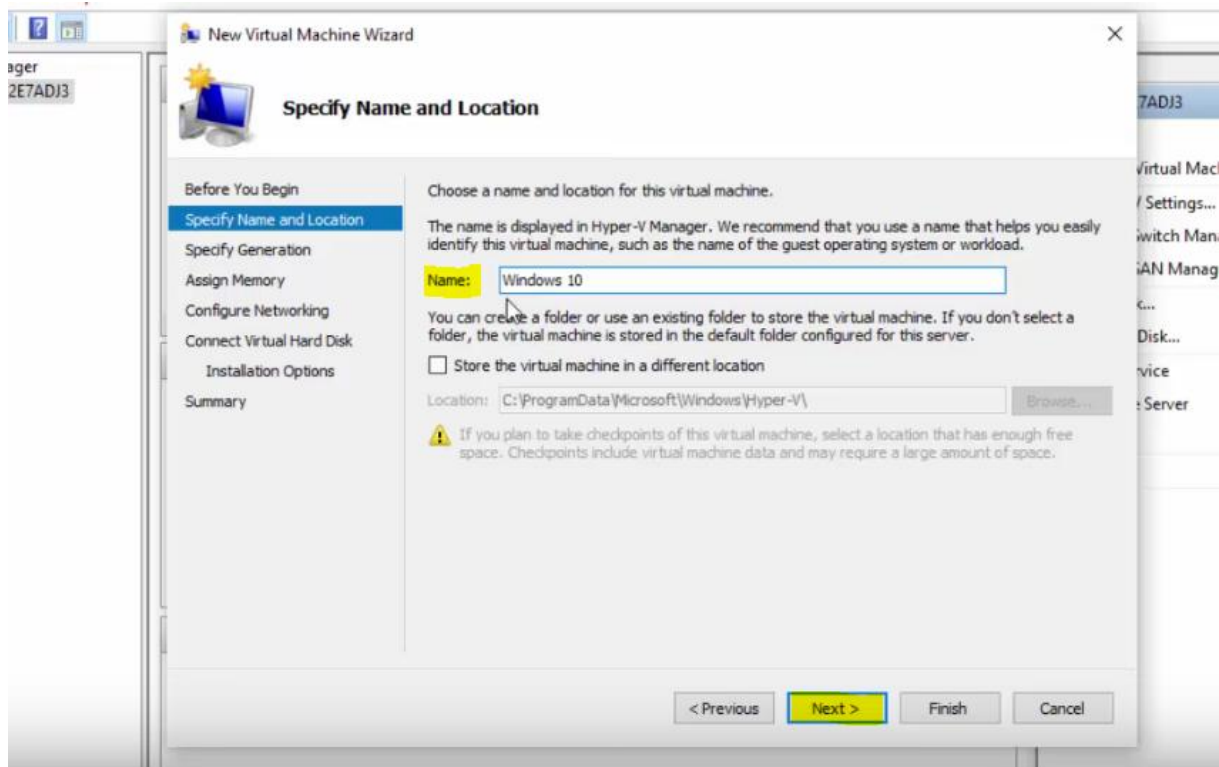 ager
2E7ADJ3
New Virtual Machine Wizard
Specify Name and Location
Before You Begin
Specify Name and Location
Specify Generation
Assign Memory
Configure Networking
Connect Virtual Hard Disk
Installation Options
Summary
Choose a name and location for this virtual machine.
The name is displayed in Hyper-V Manager. We recommend that you use a name that helps you easily
identify this virtual machine, such as the name of the guest operating system or workload.
Name: Windows 10
You can create a folder or use an existing folder to store the virtual machine. If you don't select a
folder, the virtual machine is stored in the default folder configured for this server.
Store the virtual machine in a different location
Location: C:\ProgramData\Microsoft\Windows\Hyper-V\ Browse...
If you plan to take checkpoints of this virtual machine, select a location that has enough free
space. Checkpoints include virtual machine data and may require a large amount of space.
< Previous Next > Finish Cancel
7ADJ3
Virtual Mac
Settings...
witch Man
SAN Manag
Disk...
rvice
Server